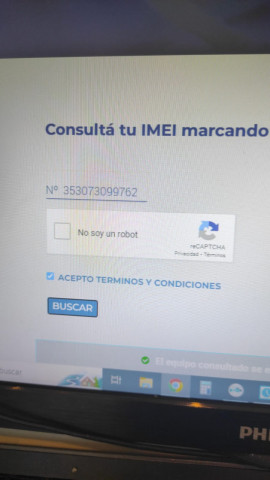 Consultá tu IMEI marcando
Nº 353073099762
No soy un robot
reCAPTCHA
Privacidad - Términos
ACEPTO TERMINOS Y CONDICIONES
BUSCAR
El equipo consultado se e
buscar
PHI